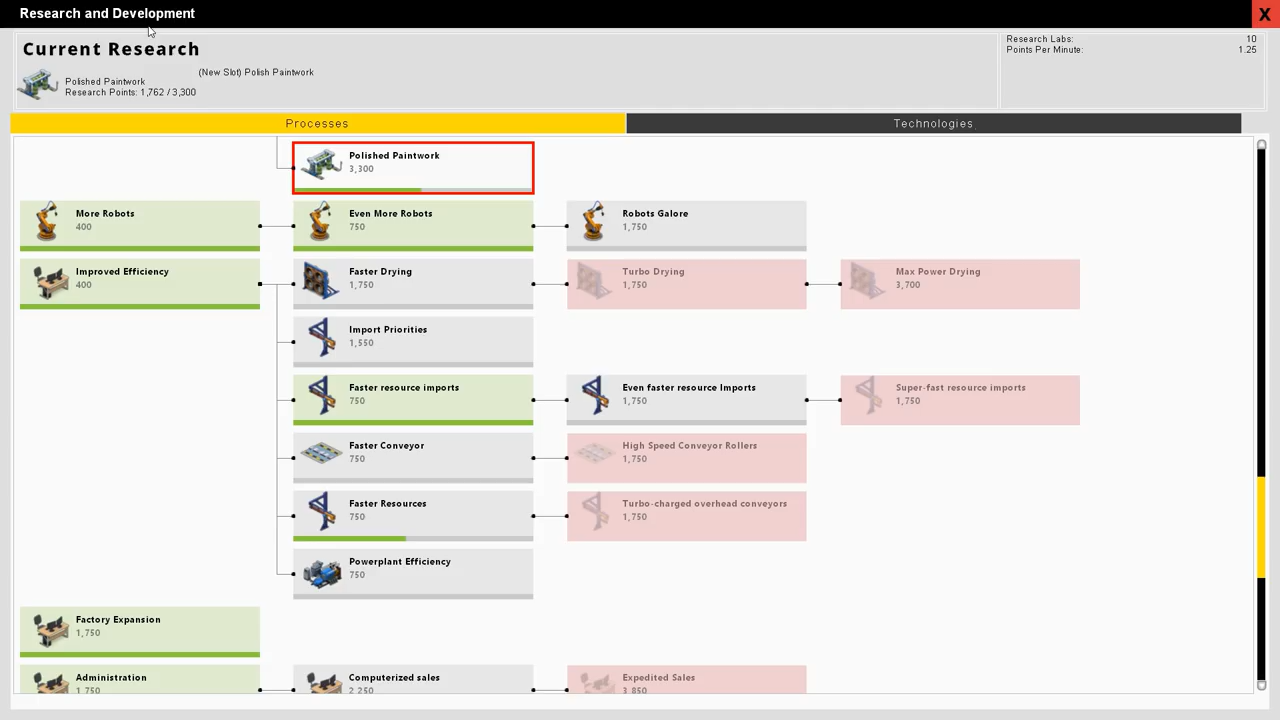 Research and Development
X
Current Research
(New Slot) Polish Paintwork
Polished Paintwork
Research Points: 1,762 / 3,300
Research Labs: 10
Points Per Minute: 1.25
Processes
Technologies
Polished Paintwork
3,300
More Robots
400
Even More Robots
750
Robots Galore
1,750
Improved Efficiency
400
Faster Drying
1,750
Turbo Drying
1,750
Max Power Drying
3,700
Import Priorities
1,550
Faster resource imports
750
Even faster resource Imports
1,750
Super-fast resource imports
1,750
Faster Conveyor
750
High Speed Conveyor Rollers
1,750
Faster Resources
750
Turbo-charged overhead conveyors
1,750
Powerplant Efficiency
750
Factory Expansion
1,750
Administration
1,750
Computerized sales
2,250
Expedited Sales
3,850